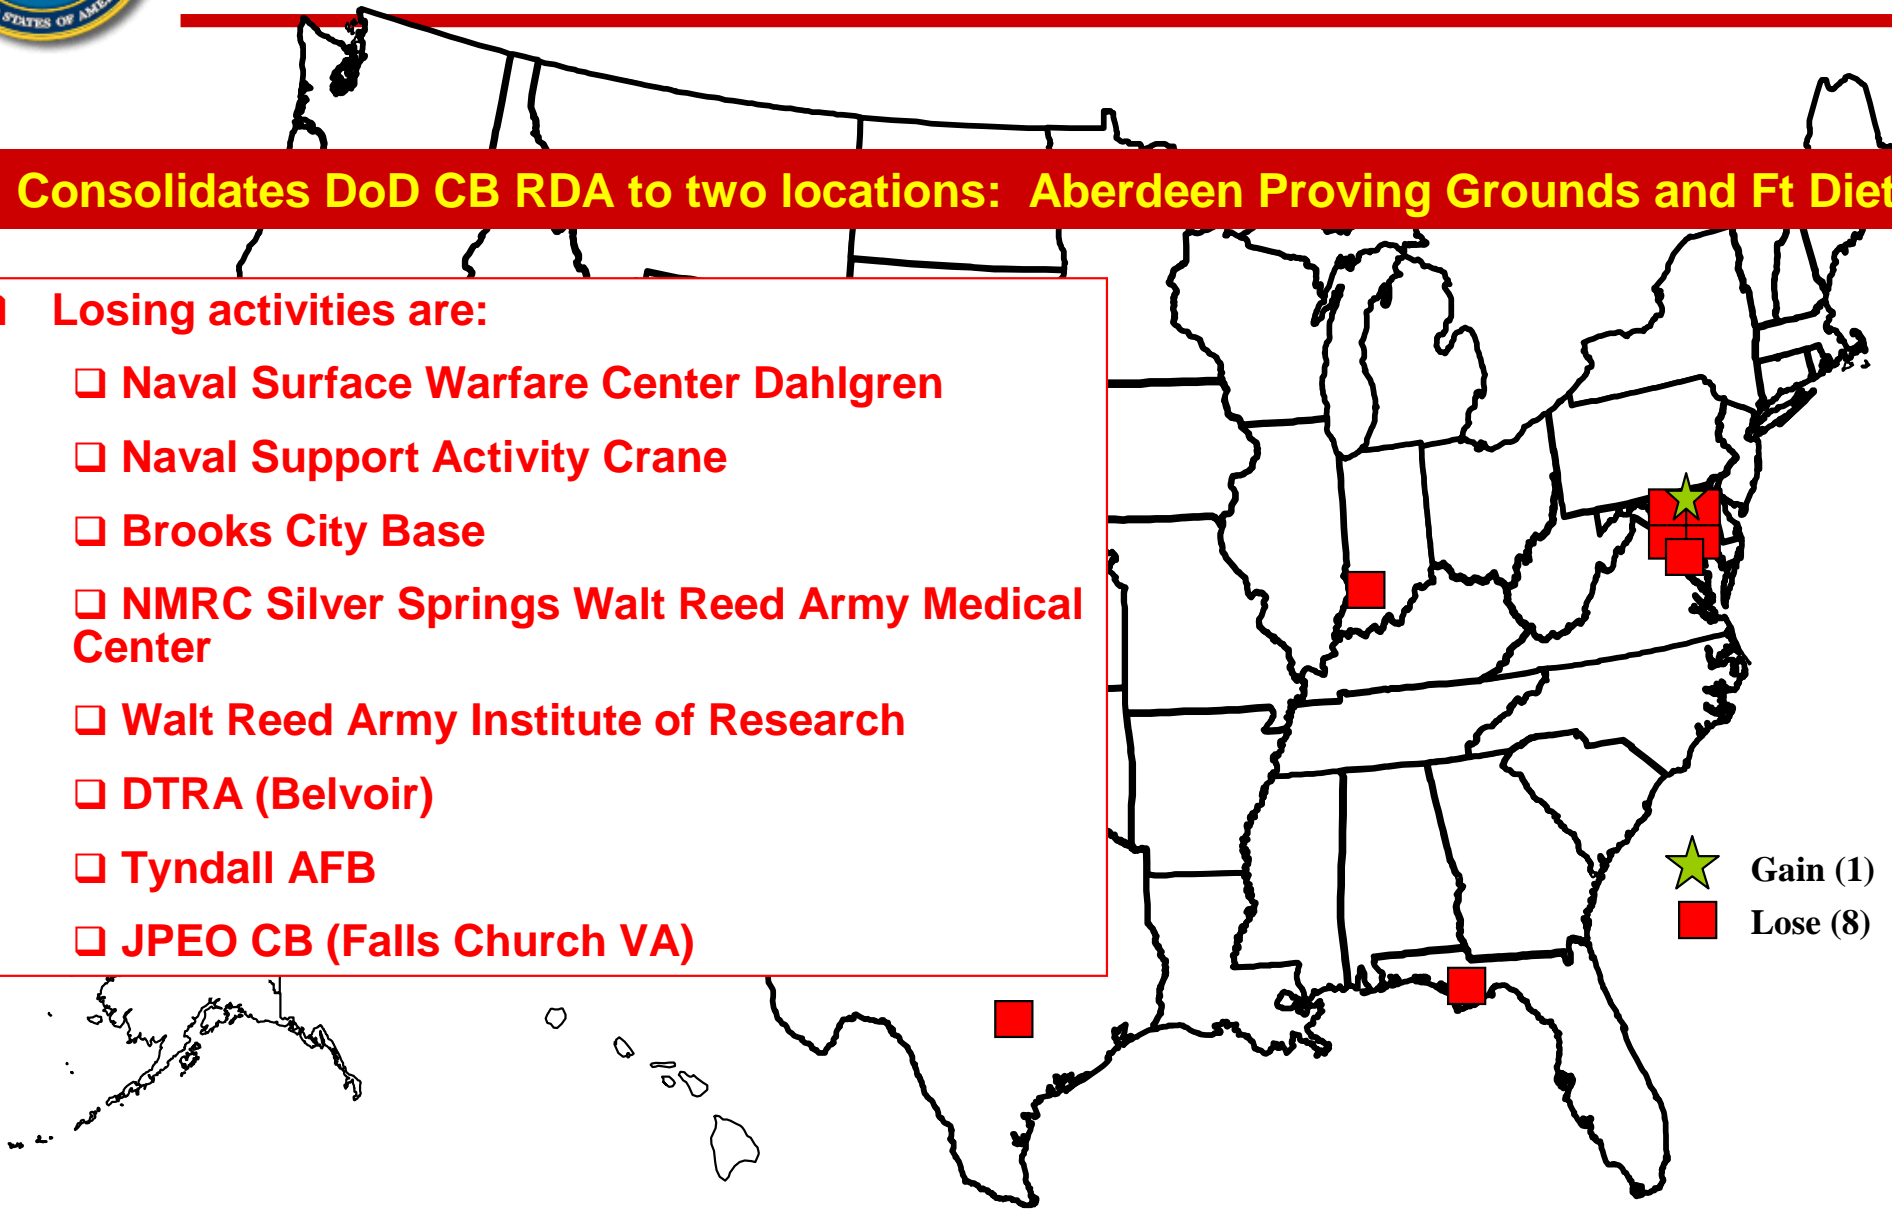 STATES OF
Consolidates DoD CB RDA to two locations: Aberdeen Proving Grounds and Ft
Losing activities are:
❑ Naval Surface Warfare Center Dahlgren
❑ Naval Support Activity Crane
❑ Brooks City Base
❑ NMRC Silver Springs Walt Reed Army Medical
Center
❑ Walt Reed Army Institute of Research
❑ DTRA (Belvoir)
❑ Tyndall AFB
❑ JPEO CB (Falls Church VA)
Gain (1)
Lose (8)